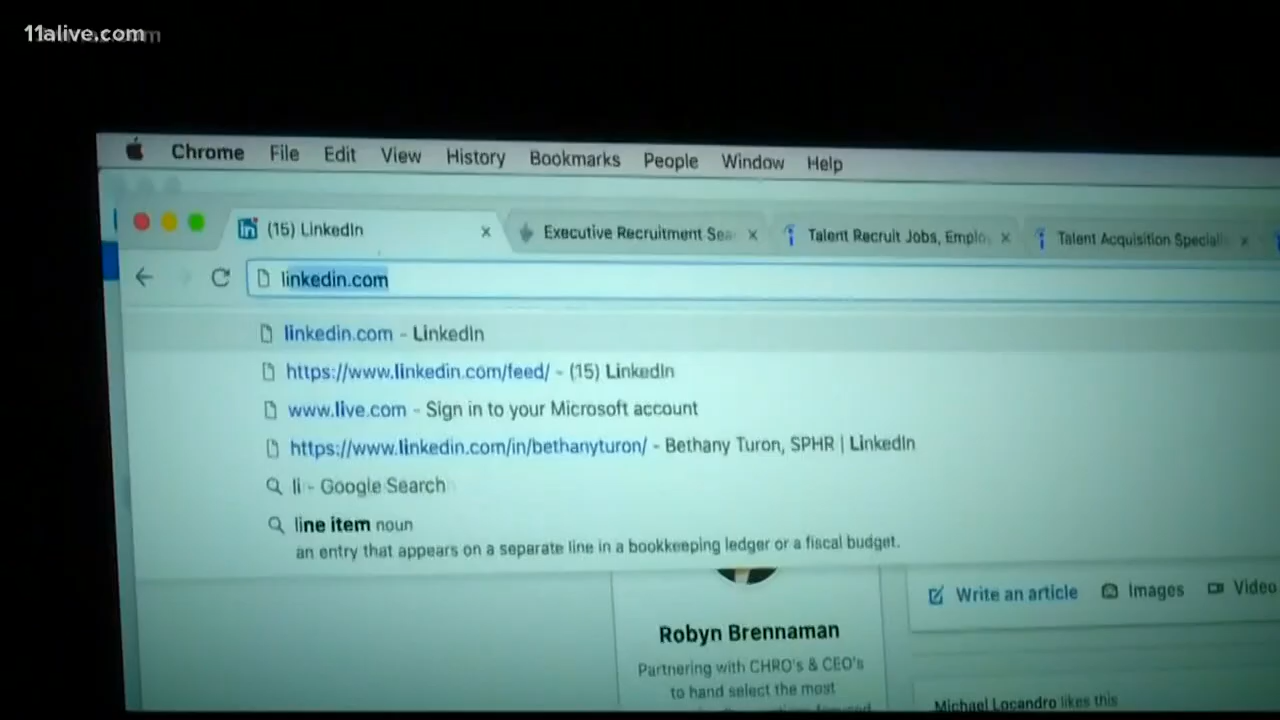 11alive.com
Chrome File Edit View History Bookmarks People Window Help
(15) LinkedIn
Executive Recruitment Sea
Talent Recruit Jobs, Emplo
Talent Acquisition Speciali
linkedin.com
linkedin.com - LinkedIn
https://www.linkedin.com/feed/ - (15) LinkedIn
www.live.com - Sign in to your Microsoft account
https://www.linkedin.com/in/bethanyturon/ - Bethany Turon, SPHR | LinkedIn
li - Google Search
line item noun
an entry that appears on a separate line in a bookkeeping ledger or a fiscal budget.
Write an article Images Video
Robyn Brennaman
Partnering with CHRO's & CEO's
to hand select the most
Michael Locandro likes this